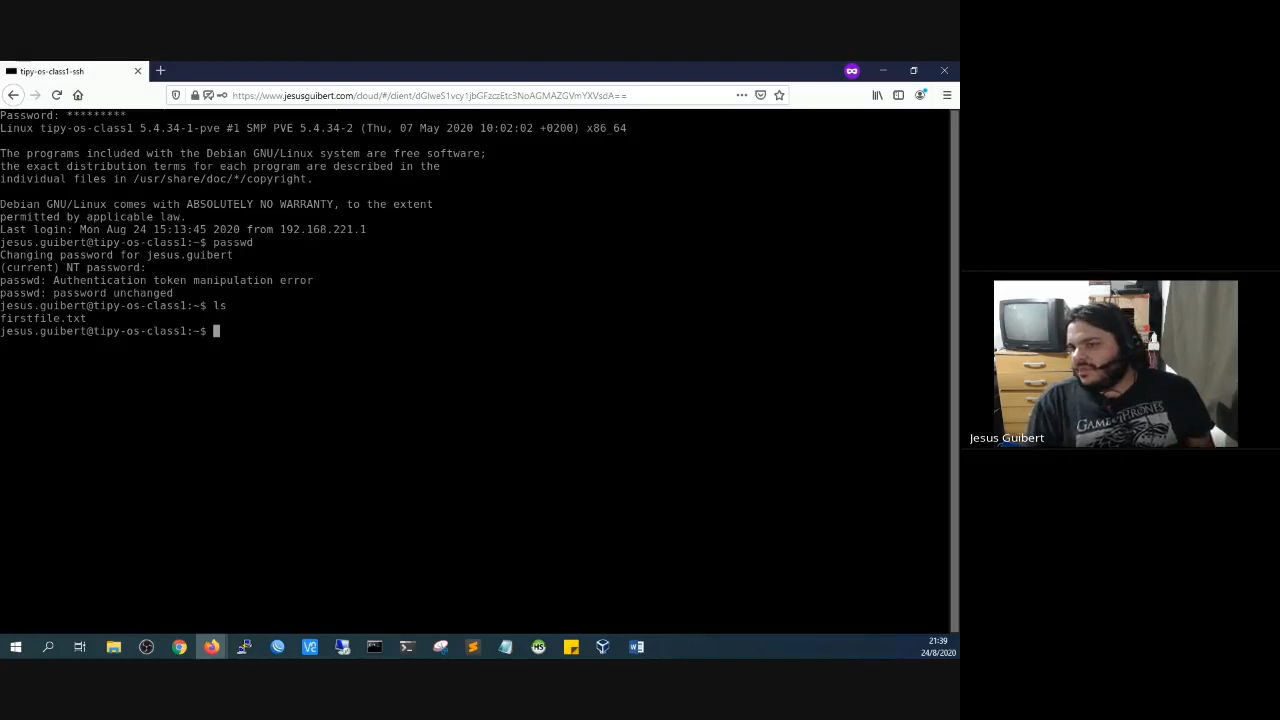 tipy-os-class1-ssh
https://www.jesusguibert.com/cloud/#/client/dGlweS1vcy1jbGFzczEtc3NoAGMAZGVmYXVsdA==
Password: *********
Linux tipy-os-class1 5.4.34-1-pve #1 SMP PVE 5.4.34-2 (Thu, 07 May 2020 10:02:02 +0200) x86_64
The programs included with the Debian GNU/Linux system are free software;
the exact distribution terms for each program are described in the
individual files in /usr/share/doc/*/copyright.
Debian GNU/Linux comes with ABSOLUTELY NO WARRANTY, to the extent
permitted by applicable law.
Last login: Mon Aug 24 15:13:45 2020 from 192.168.221.1
jesus.guibert@tipy-os-class1:~$ passwd
Changing password for jesus.guibert
(current) NT password:
passwd: Authentication token manipulation error
passwd: password unchanged
jesus.guibert@tipy-os-class1:~$ ls
firstfile.txt
jesus.guibert@tipy-os-class1:~$
GAME OF THRONES
Jesus Guibert
21:39
24/8/2020